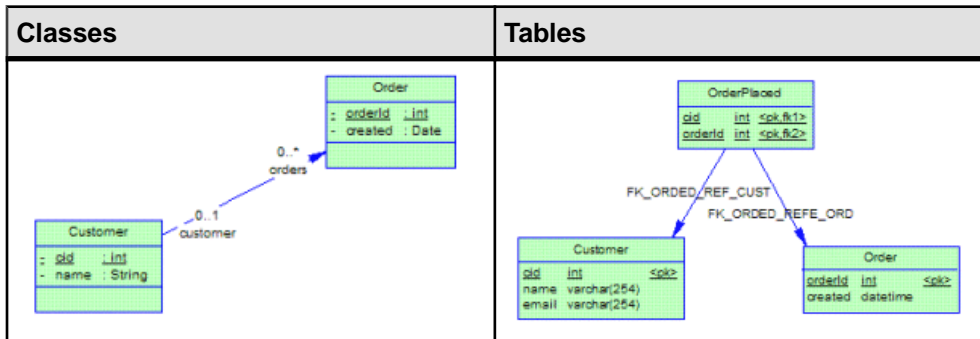 Classes
Tables
Order
- orderId : int
- created : Date
0..*
orders
0..1
customer
Customer
- cid : int
- name : String
OrderPlaced
cid int <pk,fk1>
orderId int <pk,fk2>
FK_ORDED_REF_CUST
FK_ORDED_REFE_ORD
Customer
cid int <pk>
name varchar(254)
email varchar(254)
Order
orderId int <pk>
created datetime